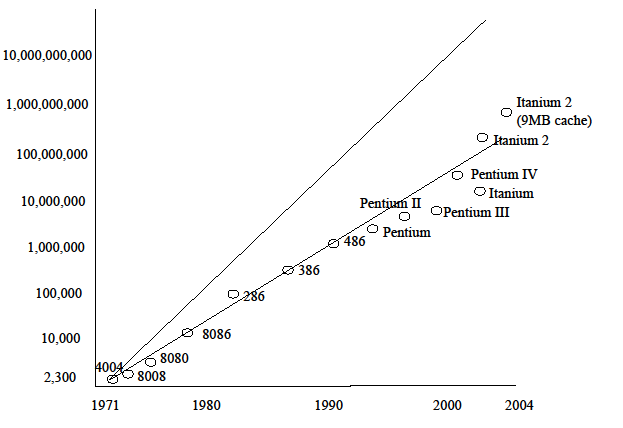 10,000,000,000
1,000,000,000
Itanium 2
(9MB cache)
Itanium 2
100,000,000
Pentium IV
Itanium
10,000,000
Pentium II
Pentium III
Pentium
486
1,000,000
386
100,000
286
10,000
8086
8080
4004
8008
2,300
1971
1980
1990
2000
2004